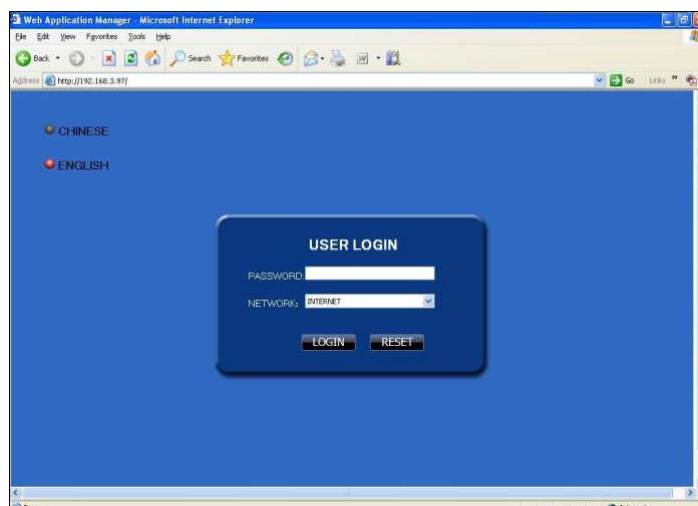 Web Application Manager - Microsoft Internet Explorer
File Edit View Favorites Tools Help
Back Search Favorites
Address http://192.168.3.97/ Go Links »
CHINESE
ENGLISH
USER LOGIN
PASSWORD:
NETWORK: INTERNET
LOGIN RESET